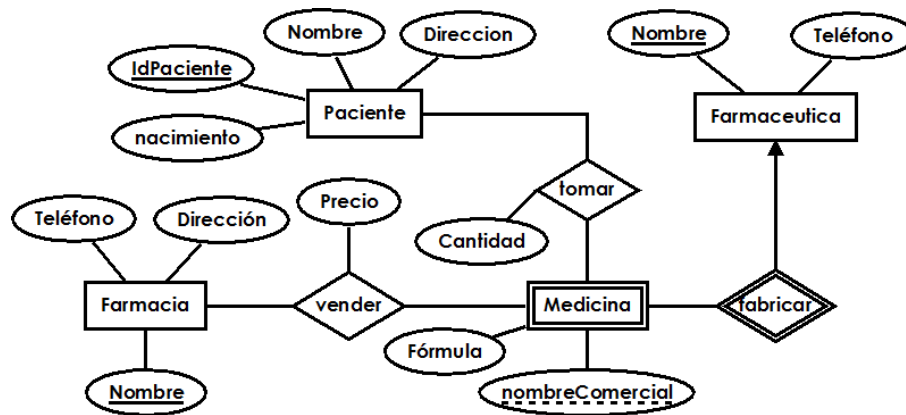 Nombre
Direccion
Nombre
Teléfono
IdPaciente
Paciente
Farmaceutica
nacimiento
tomar
Precio
Teléfono
Dirección
Cantidad
Farmacia
vender
Medicina
fabricar
Fórmula
Nombre
nombreComercial